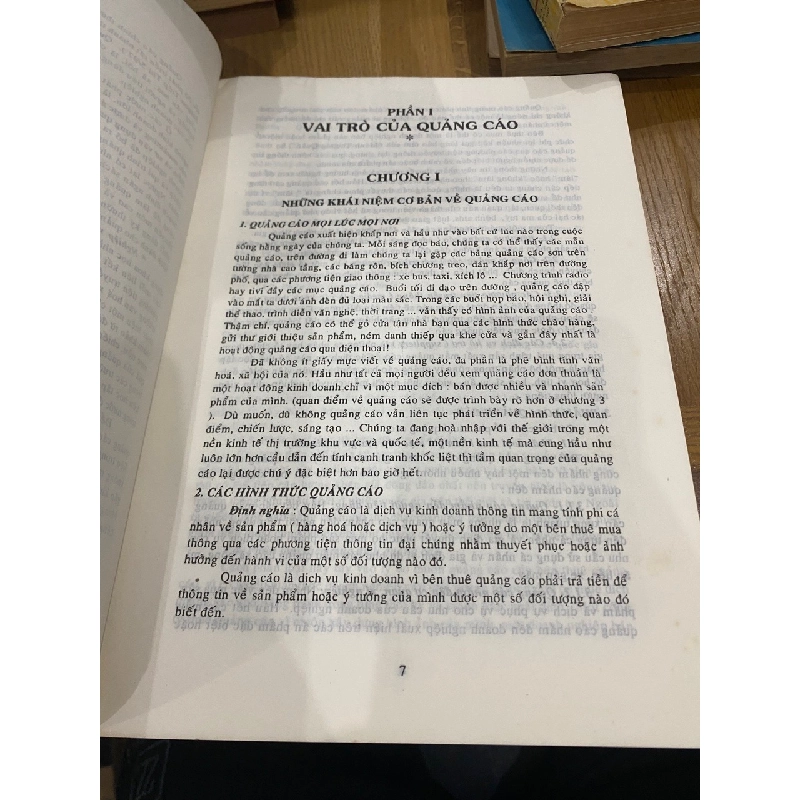 PHẦN I
VAI TRÒ CỦA QUẢNG CÁO
*
CHƯƠNG I
NHỮNG KHÁI NIỆM CƠ BẢN VỀ QUẢNG CÁO
1. QUẢNG CÁO MỌI LÚC MỌI NƠI
Quảng cáo xuất hiện khắp nơi và hầu như vào bất cứ lúc nào trong cuộc
sống hằng ngày của chúng ta. Mỗi sáng đọc báo, chúng ta có thể thấy các mẫu
quảng cáo, trên đường đi làm chúng ta lại gặp các bảng quảng cáo sơn trên
tường nhà cao tầng, các băng rôn, bích chương treo, dán khắp nơi trên đường
phố, qua các phương tiện giao thông : xe bus, taxi, xích lô ... Chương trình radio
hay tivi đầy các mục quảng cáo. Buổi tối đi dạo trên đường , quảng cáo đập
vào mắt ta dưới ánh đèn đủ loại màu sắc. Trong các buổi họp báo, hội nghị, giải
thể thao, trình diễn văn nghệ, thời trang ... vẫn thấy có hình ảnh của quảng cáo
Thậm chí, quảng cáo có thể gõ cửa tận nhà bạn qua các hình thức chào hàng,
gửi thư giới thiệu sản phẩm, ném danh thiếp qua khe cửa và gần đây nhất là
hoạt động quảng cáo qua điện thoại!
Đã không ít giấy mực viết về quảng cáo, đa phần là phê bình tính văn
hoá, xã hội của nó. Hầu như tất cả mọi người đều xem quảng cáo đơn thuần là
một hoạt động kinh doanh chỉ vì một mục đích : bán được nhiều và nhanh sản
phẩm của mình. (quan điểm về quảng cáo sẽ được trình bày rõ hơn ở chương 3
). Dù muốn, dù không quảng cáo vẫn liên tục phát triển về hình thức, quan
điểm, chiến lược, sáng tạo ... Chúng ta đang hoà nhập với thế giới trong một
nền kinh tế thị trường khu vực và quốc tế, một nền kinh tế mà cung hầu như
luôn lớn hơn cầu dẫn đến tính cạnh tranh khốc liệt thì tầm quan trọng của quảng
cáo lại được chú ý đặc biệt hơn bao giờ hết.
2. CÁC HÌNH THỨC QUẢNG CÁO
Định nghĩa : Quảng cáo là dịch vụ kinh doanh thông tin mang tính phi cá
nhân về sản phẩm ( hàng hoá hoặc dịch vụ ) hoặc ý tưởng do một bên thuê mua
thông qua các phương tiện thông tin đại chúng nhằm thuyết phục hoặc ảnh
hưởng đến hành vi của một số đối tượng nào đó.
• Quảng cáo là dịch vụ kinh doanh vì bên thuê quảng cáo phải trả tiền để
thông tin về sản phẩm hoặc ý tưởng của mình được một số đối tượng nào đó
biết đến.
7